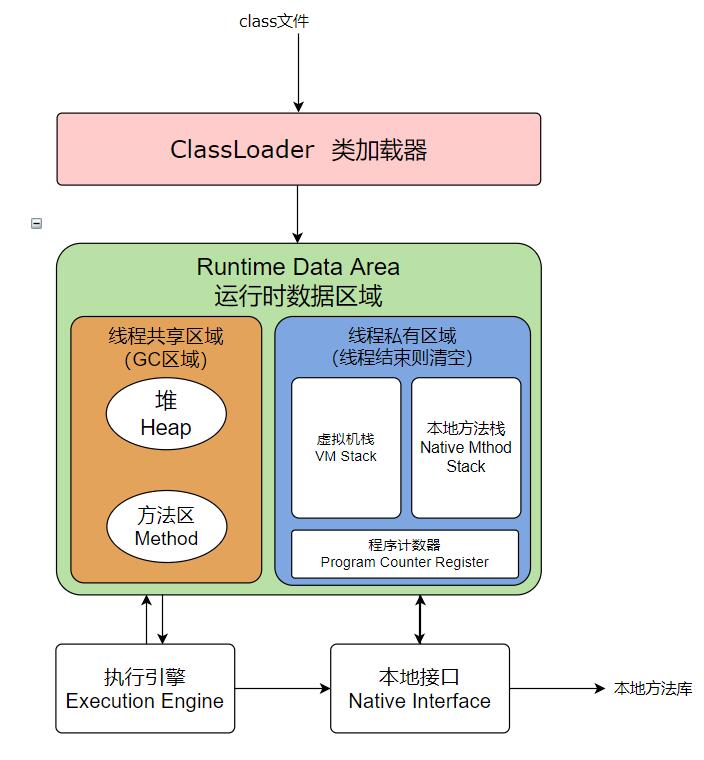 class文件
ClassLoader 类加载器
Runtime Data Area
运行时数据区域
线程共享区域
（GC区域）
堆
Heap
方法区
Method
线程私有区域
（线程结束则清空）
虚拟机栈
VM Stack
本地方法栈
Native Mthod
Stack
程序计数器
Program Counter Register
执行引擎
Execution Engine
本地接口
Native Interface
本地方法库